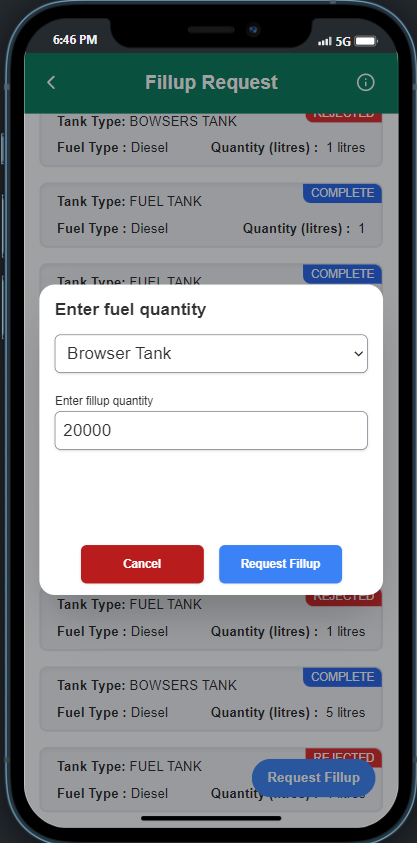 6:46 PM
5G
Fillup Request
REJECTED
Tank Type: BOWSERS TANK
Fuel Type : Diesel Quantity (litres) : 1 litres
COMPLETE
Tank Type: FUEL TANK
Fuel Type : Diesel Quantity (litres) : 1
COMPLETE
Tank Type: FUEL TANK
Enter fuel quantity
Browser Tank
Enter fillup quantity
20000
Cancel Request Fillup
REJECTED
Tank Type: FUEL TANK
Fuel Type : Diesel Quantity (litres) : 1 litres
COMPLETE
Tank Type: BOWSERS TANK
Fuel Type : Diesel Quantity (litres) : 5 litres
REJECTED
Tank Type: FUEL TANK
Request Fillup
Fuel Type : Diesel